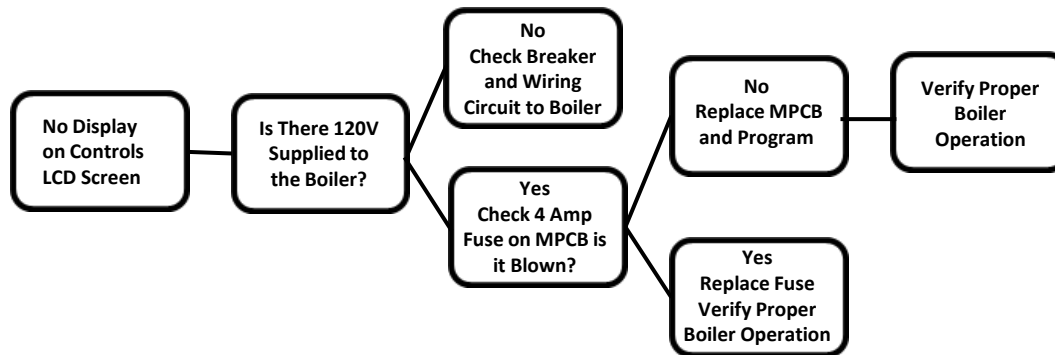 No Display
on Controls
LCD Screen
Is There 120V
Supplied to
the Boiler?
No
Check Breaker
and Wiring
Circuit to Boiler
Yes
Check 4 Amp
Fuse on MPCB is
it Blown?
No
Replace MPCB
and Program
Yes
Replace Fuse
Verify Proper
Boiler Operation
Verify Proper
Boiler
Operation